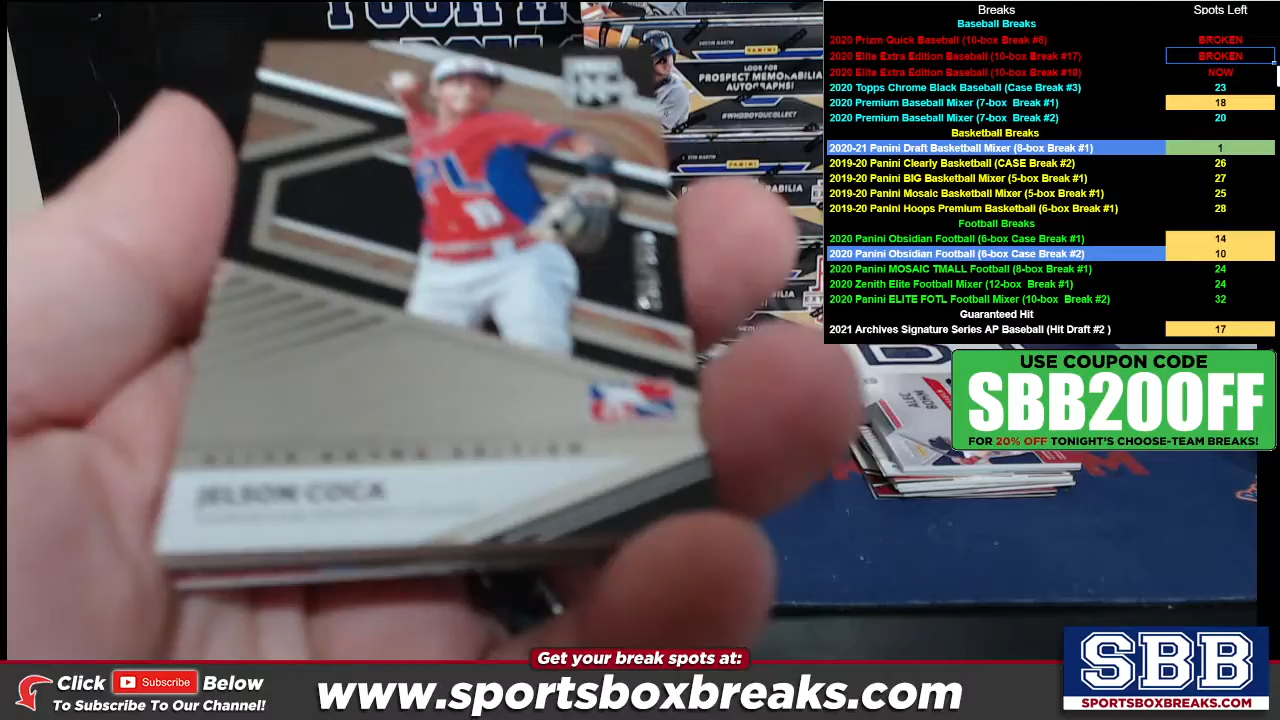 Breaks Spots Left
Baseball Breaks
2020 Prizm Quick Baseball (10-box Break #8) BROKEN
2020 Elite Extra Edition Baseball (10-box Break #17) BROKEN
2020 Elite Extra Edition Baseball (10-box Break #18) NOW
2020 Topps Chrome Black Baseball (Case Break #3) 23
2020 Premium Baseball Mixer (7-box Break #1) 18
2020 Premium Baseball Mixer (7-box Break #2) 20
Basketball Breaks
2020-21 Panini Draft Basketball Mixer (8-box Break #1) 1
2019-20 Panini Clearly Basketball (CASE Break #2) 26
2019-20 Panini BIG Basketball Mixer (5-box Break #1) 27
2019-20 Panini Mosaic Basketball Mixer (5-box Break #1) 25
2019-20 Panini Hoops Premium Basketball (6-box Break #1) 28
Football Breaks
2020 Panini Obsidian Football (6-box Case Break #1) 14
2020 Panini Obsidian Football (6-box Case Break #2) 10
2020 Panini MOSAIC TMALL Football (8-box Break #1) 24
2020 Zenith Elite Football Mixer (12-box Break #1) 24
2020 Panini ELITE FOTL Football Mixer (10-box Break #2) 32
Guaranteed Hit
2021 Archives Signature Series AP Baseball (Hit Draft #2 ) 17
USE COUPON CODE
SBB20OFF
FOR 20% OFF TONIGHT'S CHOOSE-TEAM BREAKS!
PANINI
LOOK FOR
PROSPECT MEMORABILIA
AUTOGRAPHS!
#WHODOYOUCOLLECT
PANINI
ALEC
BOHM
Get your break spots at:
Click Subscribe Below
To Subscribe To Our Channel!
www.sportsboxbreaks.com
SBB
SPORTSBOXBREAKS.COM